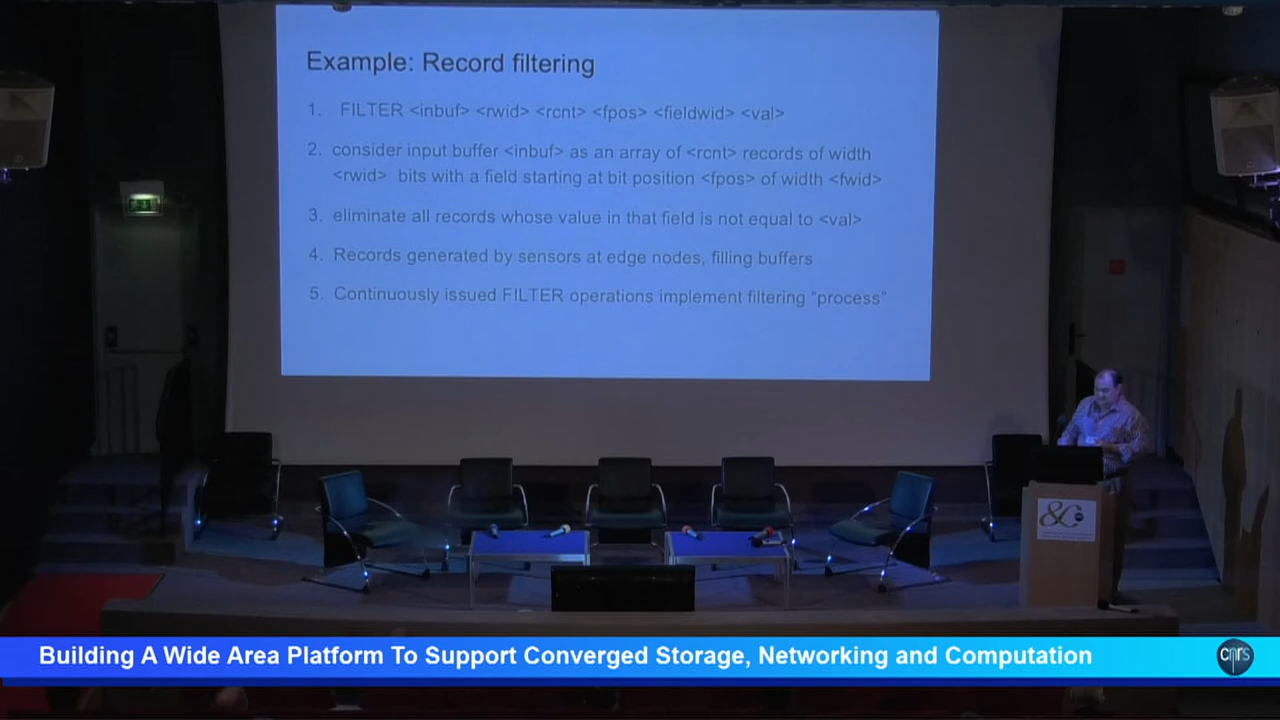 Example: Record filtering
1. FILTER <inbuf> <rwid> <rcnt> <fpos> <fieldwid> <val>
2. consider input buffer <inbuf> as an array of <rcnt> records of width
<rwid> bits with a field starting at bit position <fpos> of width <fwid>
3. eliminate all records whose value in that field is not equal to <val>
4. Records generated by sensors at edge nodes, filling buffers
5. Continuously issued FILTER operations implement filtering "process"
Building A Wide Area Platform To Support Converged Storage, Networking and Computation
cnrs